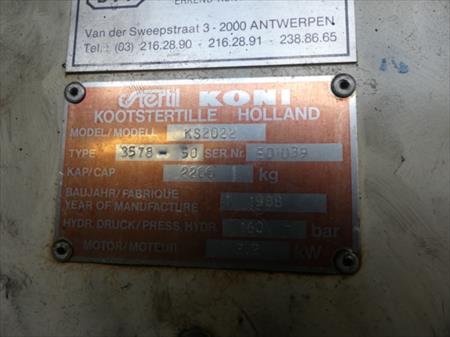 Van der Sweepstraat 3 - 2000 ANTWERPEN
Tel.: (03) 216.28.90 - 216.28.91 - 238.86.65
Stertil KONI
KOOTSTERTILLE HOLLAND
MODEL/MODELL KS2022
TYPE 3578 - 50 SER Nr.
KAP/CAP kg
BAUJAHR/FABRIQUE
YEAR OF MANUFACTURE 1988
HYDR DRUCK/PRESS HYDR 160 bar
MOTOR/MOTEUR kW